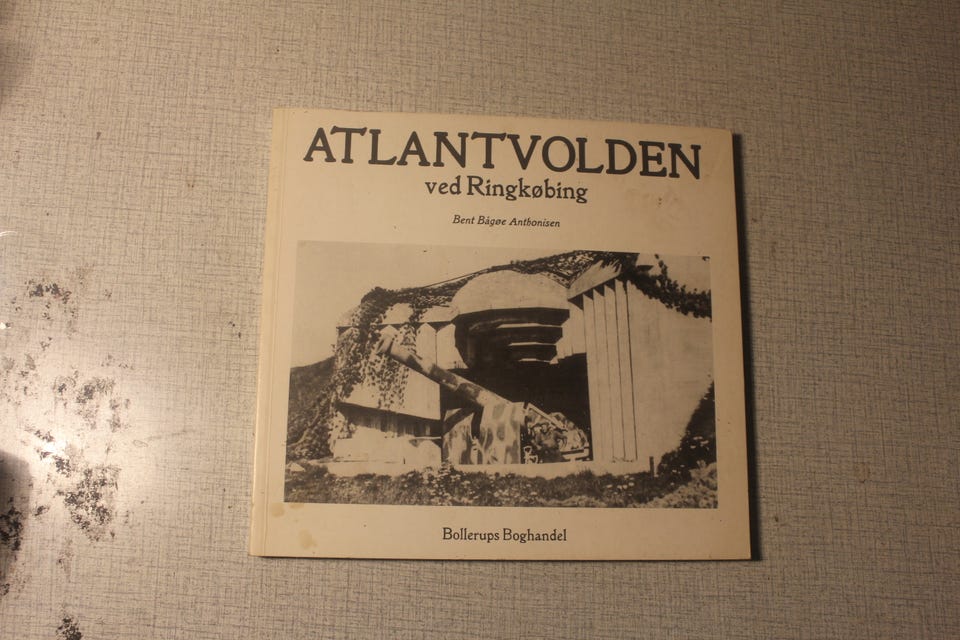 ATLANTVOLDEN
ved Ringkøbing
Bent Bågøe Anthonisen
Bollerups Boghandel